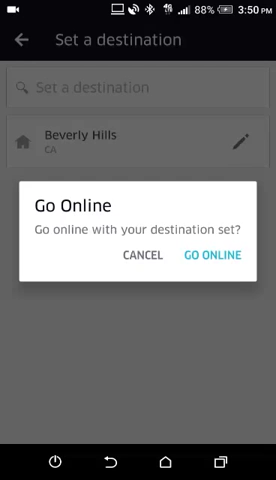 88% 3:50 PM
Set a destination
Set a destination
Beverly Hills
CA
Go Online
Go online with your destination set?
CANCEL GO ONLINE